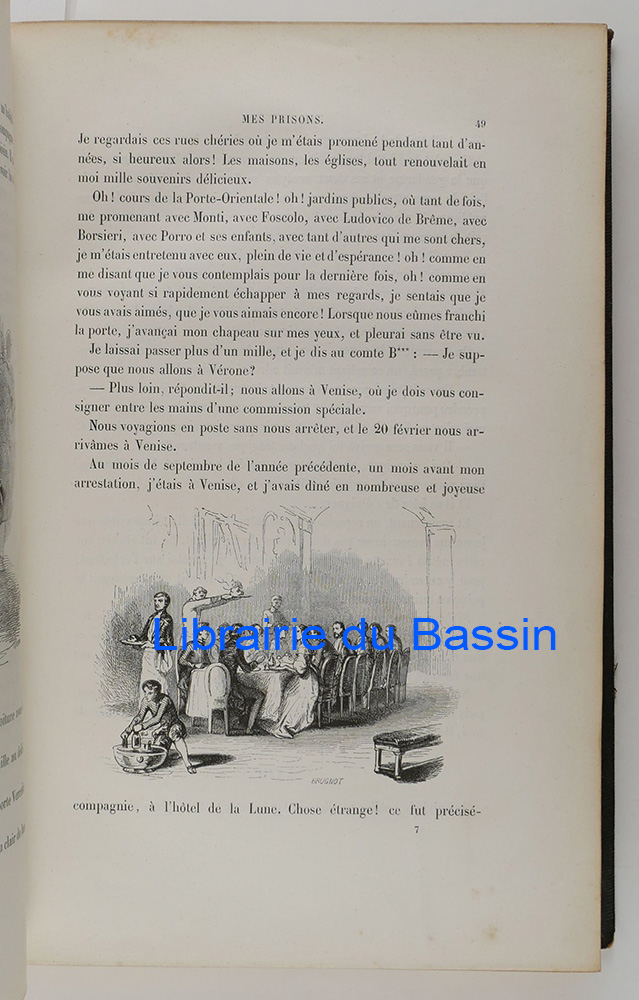 MES PRISONS.
49
Je regardais ces rues chéries où je m'étais promené pendant tant d'an-
nées, si heureux alors! Les maisons, les églises, tout renouvelait en
moi mille souvenirs délicieux.
Oh! cours de la Porte-Orientale! oh! jardins publics, où tant de fois,
me promenant avec Monti, avec Foscolo, avec Ludovico de Brême, avec
Borsieri, avec Porro et ses enfants, avec tant d'autres qui me sont chers,
je m'étais entretenu avec eux, plein de vie et d'espérance! oh! comme en
me disant que je vous contemplais pour la dernière fois, oh! comme en
vous voyant si rapidement échapper à mes regards, je sentais que je
vous avais aimés, que je vous aimais encore! Lorsque nous eûmes franchi
la porte, j'avançai mon chapeau sur mes yeux, et pleurai sans être vu.
Je laissai passer plus d'un mille, et je dis au comte B***: — Je sup-
pose que nous allons à Vérone?
— Plus loin, répondit-il; nous allons à Venise, où je dois vous con-
signer entre les mains d'une commission spéciale.
Nous voyagions en poste sans nous arrêter, et le 20 février nous ar-
rivâmes à Venise.
Au mois de septembre de l'année précédente, un mois avant mon
arrestation, j'étais à Venise, et j'avais dîné en nombreuse et joyeuse
Librairie du Bassin
BRUGNOT
compagnie, à l'hôtel de la Lune. Chose étrange! ce fut précisé-
7